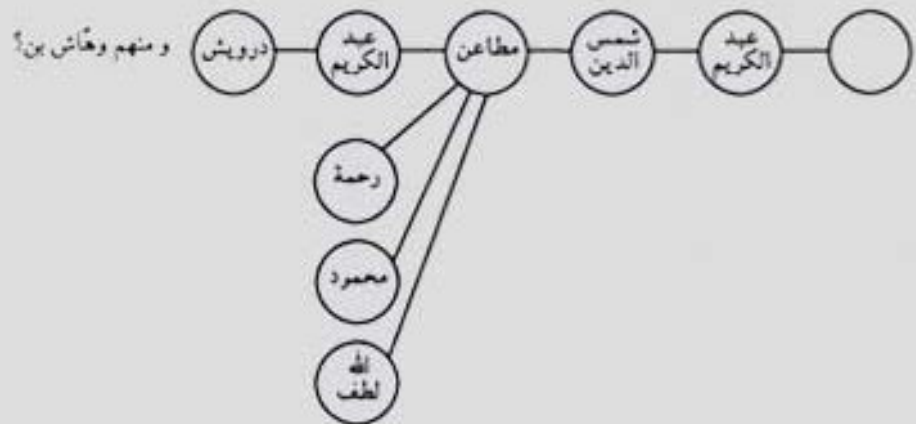 عبد
الكريم
شمس
الدين
مطاعن
عبد
الكريم
درويش
و منهم وهّاش بن؟
رحمة
محمود
الله
لطف